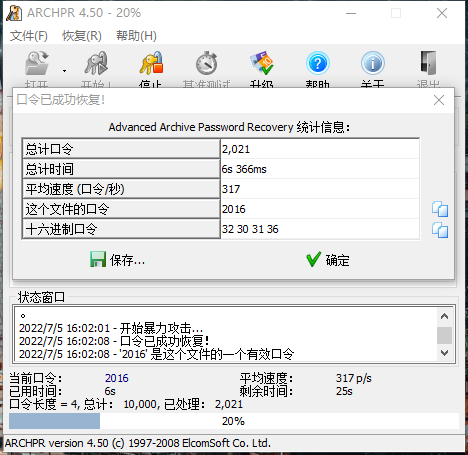 ARCHPR 4.50 - 20%
文件(F) 恢复(R) 帮助(H)
打开 开始! 停止 基准测试 升级 帮助 关于 退出
口令已成功恢复!
Advanced Archive Password Recovery 统计信息:
总计口令 2,021
总计时间 6s 366ms
平均速度 (口令/秒) 317
这个文件的口令 2016
十六进制口令 32 30 31 36
保存... 确定
状态窗口
。
2022/7/5 16:02:01 - 开始暴力攻击...
2022/7/5 16:02:08 - 口令已成功恢复!
2022/7/5 16:02:08 - '2016' 是这个文件的一个有效口令
当前口令: 2016 平均速度: 317 p/s
已用时间: 6s 剩余时间: 25s
口令长度 = 4, 总计: 10,000, 已处理: 2,021
20%
ARCHPR version 4.50 (c) 1997-2008 ElcomSoft Co. Ltd.